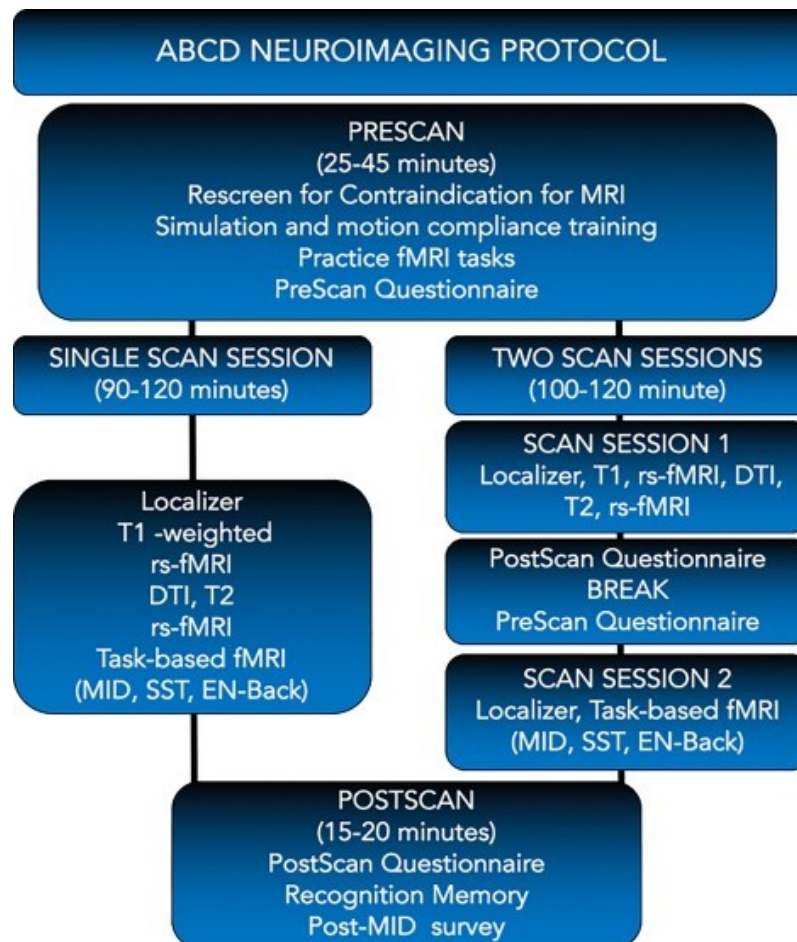 ABCD NEUROIMAGING PROTOCOL
PRESCAN
(25-45 minutes)
Rescreen for Contraindication for MRI
Simulation and motion compliance training
Practice fMRI tasks
PreScan Questionnaire
SINGLE SCAN SESSION
(90-120 minutes)
Localizer
T1 -weighted
rs-fMRI
DTI, T2
rs-fMRI
Task-based fMRI
(MID, SST, EN-Back)
TWO SCAN SESSIONS
(100-120 minute)
SCAN SESSION 1
Localizer, T1, rs-fMRI, DTI,
T2, rs-fMRI
PostScan Questionnaire
BREAK
PreScan Questionnaire
SCAN SESSION 2
Localizer, Task-based fMRI
(MID, SST, EN-Back)
POSTSCAN
(15-20 minutes)
PostScan Questionnaire
Recognition Memory
Post-MID survey